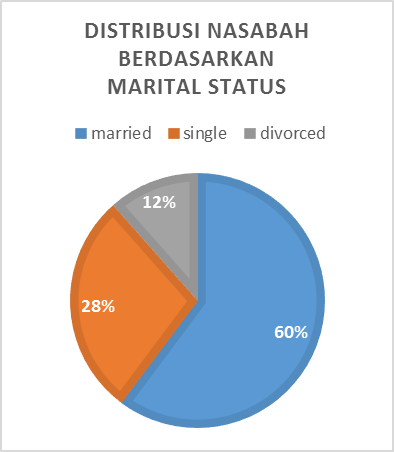 DISTRIBUSI NASABAH
BERDASARKAN
MARITAL STATUS
married single divorced
12%
28%
60%